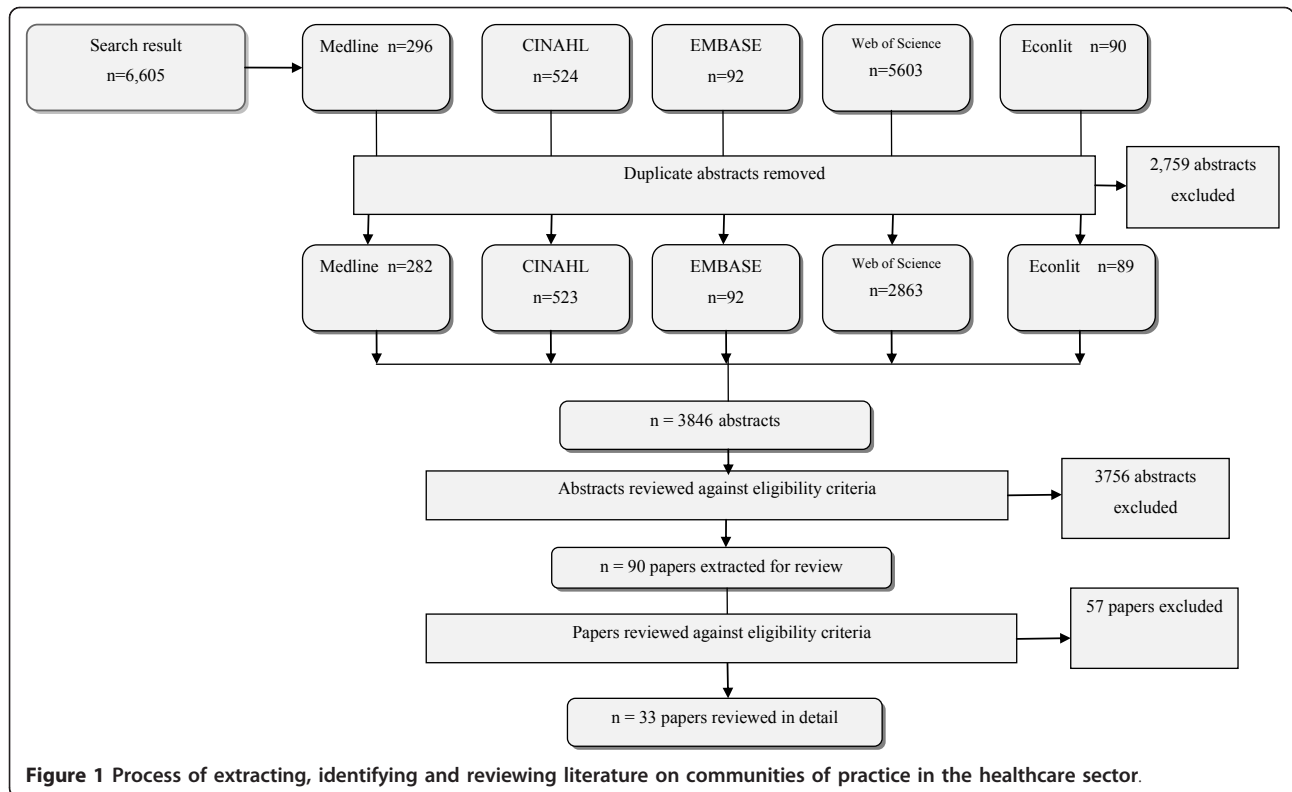 Search result
n=6,605
Medline n=296
CINAHL
n=524
EMBASE
n=92
Web of Science
n=5603
Econlit n=90
Duplicate abstracts removed
2,759 abstracts
excluded
Medline n=282
CINAHL
n=523
EMBASE
n=92
Web of Science
n=2863
Econlit n=89
n = 3846 abstracts
Abstracts reviewed against eligibility criteria
3756 abstracts
excluded
n = 90 papers extracted for review
57 papers excluded
Papers reviewed against eligibility criteria
n = 33 papers reviewed in detail
Figure 1 Process of extracting, identifying and reviewing literature on communities of practice in the healthcare sector.